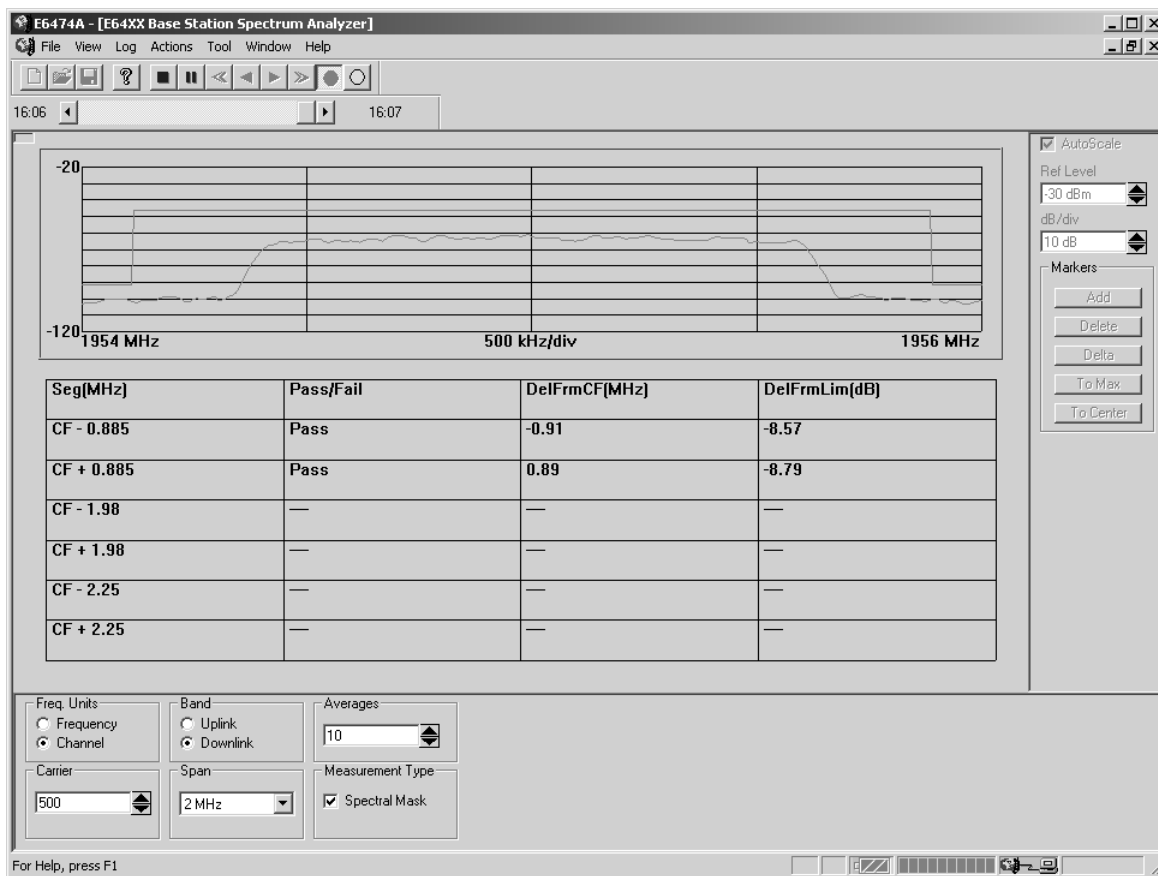 E6474A - [E64XX Base Station Spectrum Analyzer]
File View Log Actions Tool Window Help
16:06 16:07
-20
-120
1954 MHz 500 kHz/div 1956 MHz
AutoScale
Ref Level
-30 dBm
dB/div
10 dB
Markers
Add
Delete
Delta
To Max
To Center
Seg(MHz) Pass/Fail DelFrmCF(MHz) DelFrmLim(dB)
CF - 0.885 Pass -0.91 -8.57
CF + 0.885 Pass 0.89 -8.79
CF - 1.98 — — —
CF + 1.98 — — —
CF - 2.25 — — —
CF + 2.25 — — —
Freq. Units
Frequency
Channel
Band
Uplink
Downlink
Averages
10
Carrier
500
Span
2 MHz
Measurement Type
Spectral Mask
For Help, press F1